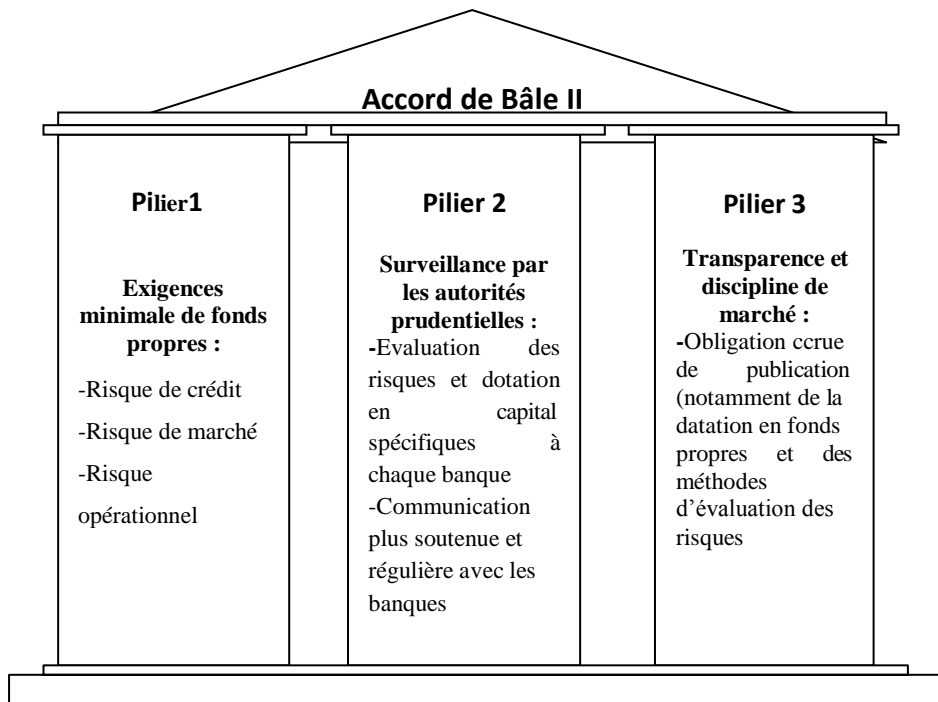 Accord de Bâle II
Pilier1
Exigences
minimale de fonds
propres :
-Risque de crédit
-Risque de marché
-Risque
opérationnel
Pilier 2
Surveillance par
les autorités
prudentielles :
-Evaluation des
risques et dotation
en capital
spécifiques à
chaque banque
-Communication
plus soutenue et
régulière avec les
banques
Pilier 3
Transparence et
discipline de
marché :
-Obligation ccrue
de publication
(notamment de la
datation en fonds
propres et des
méthodes
d’évaluation des
risques